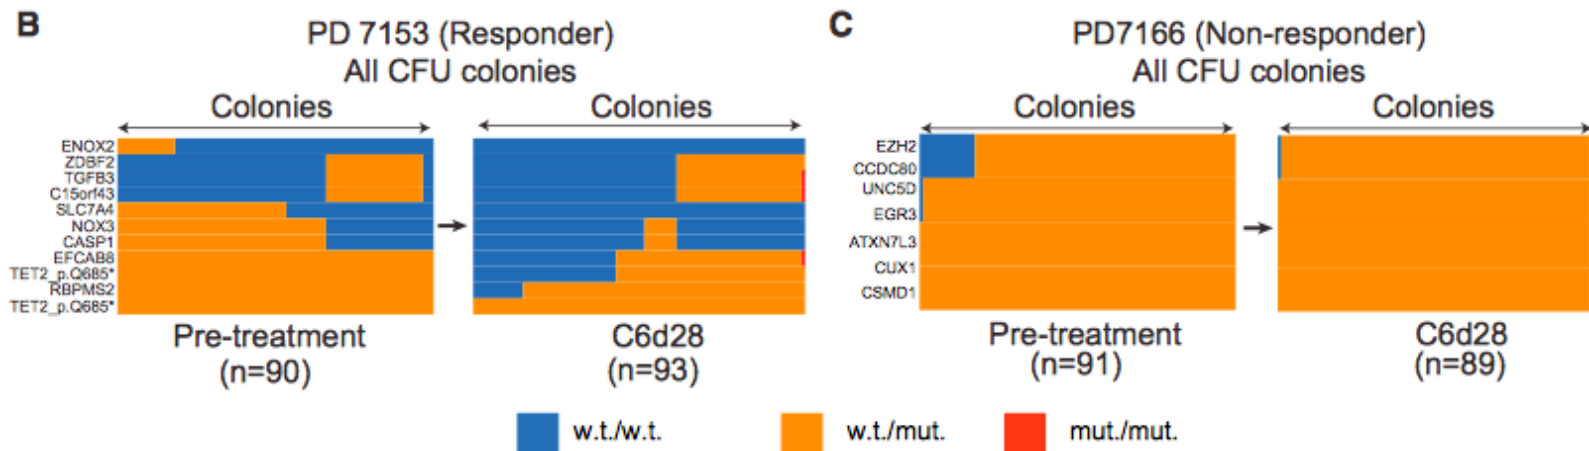 B
PD 7153 (Responder)
All CFU colonies
Colonies
Colonies
ENOX2
ZDBF2
TGFB3
C15orf43
SLC7A4
NOX3
CASP1
EFCAB8
TET2_p.Q685*
RBPMS2
TET2_p.Q685*
Pre-treatment
(n=90)
C6d28
(n=93)
C
PD7166 (Non-responder)
All CFU colonies
Colonies
Colonies
EZH2
CCDC80
UNC5D
EGR3
ATXN7L3
CUX1
CSMD1
Pre-treatment
(n=91)
C6d28
(n=89)
w.t./w.t.
w.t./mut.
mut./mut.